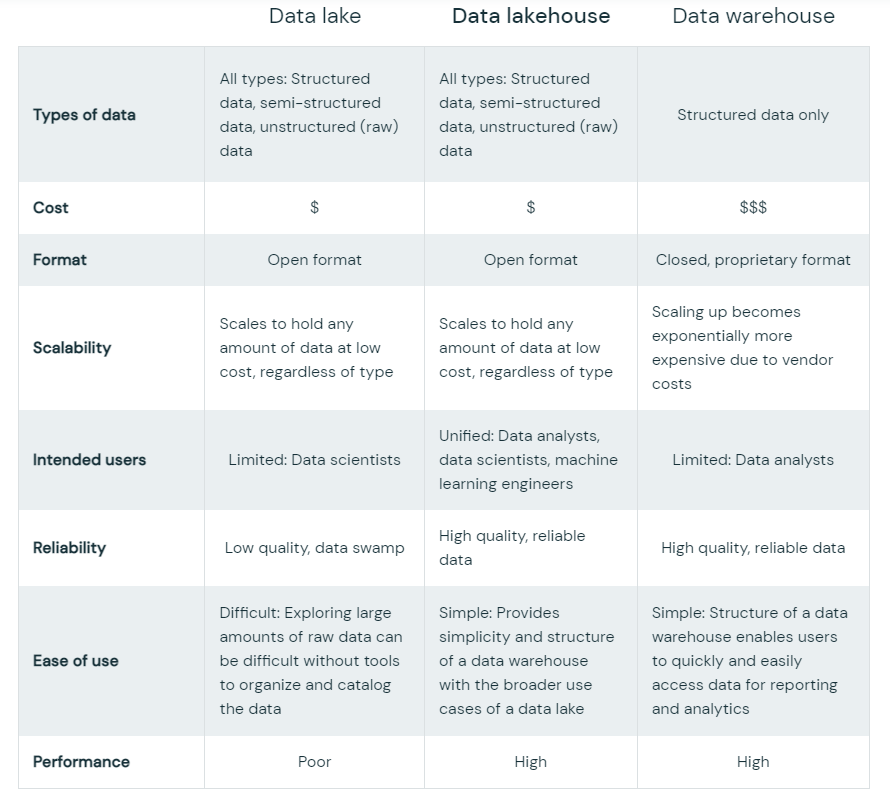 Data lake Data lakehouse Data warehouse
Types of data
All types: Structured
data, semi-structured
data, unstructured (raw)
data
All types: Structured
data, semi-structured
data, unstructured (raw)
data
Structured data only
Cost
$
$
$$$
Format
Open format
Open format
Closed, proprietary format
Scalability
Scales to hold any
amount of data at low
cost, regardless of type
Scales to hold any
amount of data at low
cost, regardless of type
Scaling up becomes
exponentially more
expensive due to vendor
costs
Intended users
Limited: Data scientists
Unified: Data analysts,
data scientists, machine
learning engineers
Limited: Data analysts
Reliability
Low quality, data swamp
High quality, reliable
data
High quality, reliable data
Ease of use
Difficult: Exploring large
amounts of raw data can
be difficult without tools
to organize and catalog
the data
Simple: Provides
simplicity and structure
of a data warehouse
with the broader use
cases of a data lake
Simple: Structure of a data
warehouse enables users
to quickly and easily
access data for reporting
and analytics
Performance
Poor
High
High